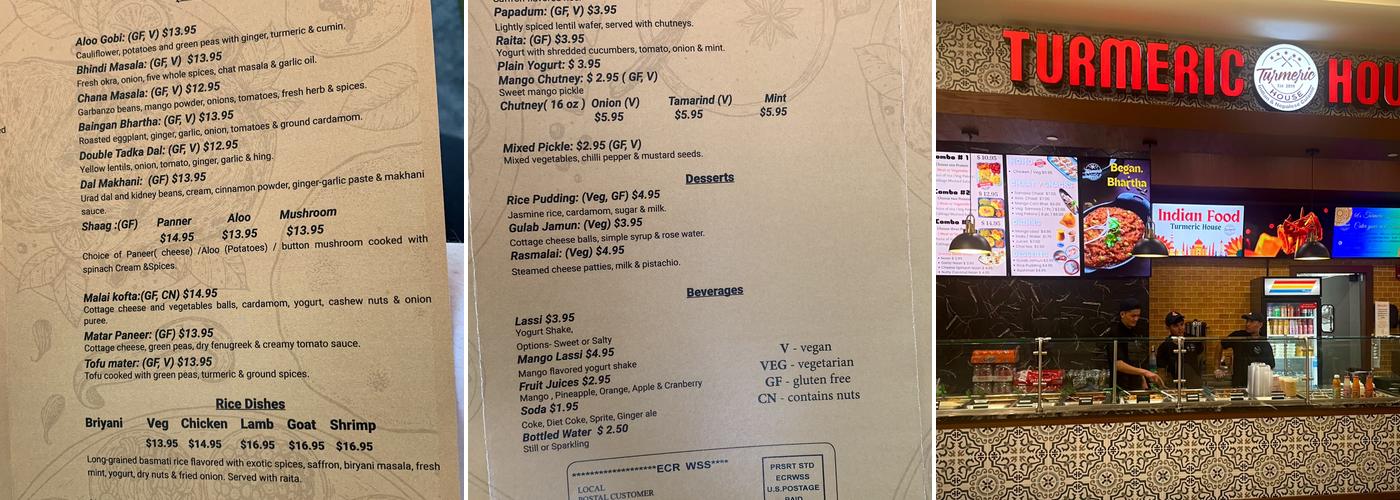 Aloo Gobi: (GF, V) $13.95
Cauliflower, potatoes and green peas with ginger, turmeric & cumin.
Bhindi Masala: (GF, V) $13.95
Fresh okra, onion, five whole spices, chat masala & garlic oil.
Chana Masala: (GF, V) $12.95
Garbanzo beans, mango powder, onions, tomatoes, fresh herb & spices.
Baingan Bhartha: (GF, V) $13.95
Roasted eggplant, ginger, garlic, onion, tomatoes & ground cardamom.
Double Tadka Dal: (GF, V) $12.95
Yellow lentils, onion, tomato, ginger, garlic & hing.
Dal Makhani: (GF) $13.95
Urad dal and kidney beans, cream, cinnamon powder, ginger-garlic paste & makhani
sauce.
Shaag :(GF) Panner Aloo Mushroom
$14.95 $13.95 $13.95
Choice of Paneer( cheese) /Aloo (Potatoes) / button mushroom cooked with
spinach Cream &Spices.
Malai kofta:(GF, CN) $14.95
Cottage cheese and vegetables balls, cardamom, yogurt, cashew nuts & onion
puree.
Matar Paneer: (GF) $13.95
Cottage cheese, green peas, dry fenugreek & creamy tomato sauce.
Tofu mater: (GF, V) $13.95
Tofu cooked with green peas, turmeric & ground spices.
Rice Dishes
Briyani Veg Chicken Lamb Goat Shrimp
$13.95 $14.95 $16.95 $16.95 $16.95
Long-grained basmati rice flavored with exotic spices, saffron, biryani masala, fresh
mint, yogurt, dry nuts & fried onion. Served with raita.
Papadum: (GF, V) $3.95
Lightly spiced lentil wafer, served with chutneys.
Raita: (GF) $3.95
Yogurt with shredded cucumbers, tomato, onion & mint.
Plain Yogurt: $ 3.95
Mango Chutney: $ 2.95 ( GF, V)
Sweet mango pickle
Chutney( 16 oz ) Onion (V) Tamarind (V) Mint
$5.95 $5.95 $5.95
Mixed Pickle: $2.95 (GF, V)
Mixed vegetables, chilli pepper & mustard seeds.
Desserts
Rice Pudding: (Veg, GF) $4.95
Jasmine rice, cardamom, sugar & milk.
Gulab Jamun: (Veg) $3.95
Cottage cheese balls, simple syrup & rose water.
Rasmalai: (Veg) $4.95
Steamed cheese patties, milk & pistachio.
Beverages
Lassi $3.95
Yogurt Shake,
Options- Sweet or Salty
Mango Lassi $4.95
Mango flavored yogurt shake
Fruit Juices $2.95
Mango , Pineapple, Orange, Apple & Cranberry
Soda $1.95
Coke, Diet Coke, Sprite, Ginger ale
Bottled Water $ 2.50
Still or Sparkling
V - vegan
VEG - vegetarian
GF - gluten free
CN - contains nuts
*******************ECR WSS****
LOCAL
POSTAL CUSTOMER
PRSRT STD
ECRWSS
U.S.POSTAGE
PAID
TURMERIC
Turmeric
HOUSE
HOU
Combo # 1
$ 10.95
$ 12.95
$ 14.95
Began.
Bhartha
Indian Food
Turmeric House